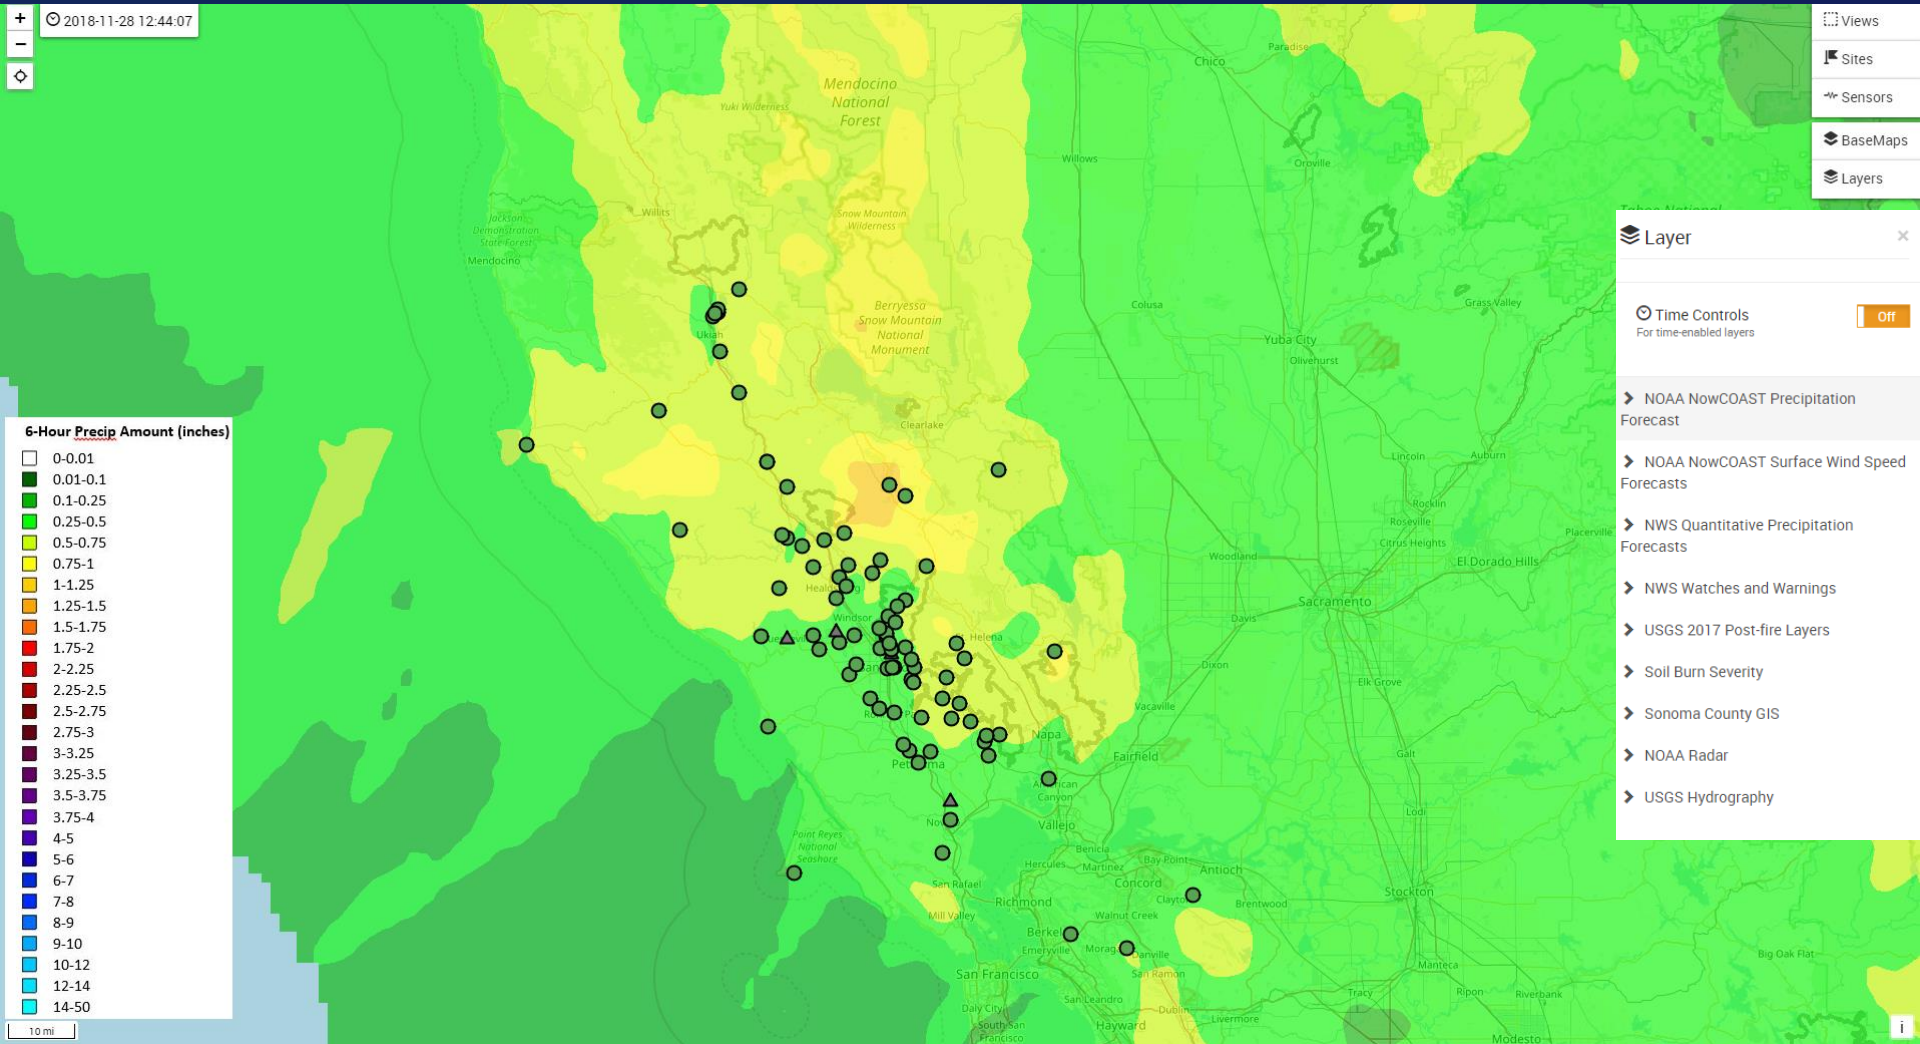 +
2018-11-28 12:44:07
−
Views
Sites
Sensors
BaseMaps
Layers
Layer
×
Time Controls
For time-enabled layers
Off
NOAA NowCOAST Precipitation
Forecast
NOAA NowCOAST Surface Wind Speed
Forecasts
NWS Quantitative Precipitation
Forecasts
NWS Watches and Warnings
USGS 2017 Post-fire Layers
Soil Burn Severity
Sonoma County GIS
NOAA Radar
USGS Hydrography
6-Hour Precip Amount (inches)
0-0.01
0.01-0.1
0.1-0.25
0.25-0.5
0.5-0.75
0.75-1
1-1.25
1.25-1.5
1.5-1.75
1.75-2
2-2.25
2.25-2.5
2.5-2.75
2.75-3
3-3.25
3.25-3.5
3.5-3.75
3.75-4
4-5
5-6
6-7
7-8
8-9
9-10
10-12
12-14
14-50
10 mi
Paradise
Chico
Mendocino
National
Forest
Yuki Wilderness
Willows
Oroville
Willits
Snow Mountain
Wilderness
Jackson
Demonstration
State Forest
Mendocino
Berryessa
Snow Mountain
National
Monument
Colusa
Grass Valley
Ukiah
Yuba City
Olivehurst
Clearlake
Lincoln
Auburn
Rocklin
Roseville
Citrus Heights
Placerville
Woodland
El Dorado Hills
Sacramento
Davis
Windsor
Helena
Dixon
Elk Grove
Vacaville
Napa
Galt
Fairfield
American
Canyon
Lodi
Vallejo
Point Reyes
National
Seashore
Benicia
Hercules
Martinez
Bay Point
Antioch
Concord
San Rafael
Richmond
Clayton
Brentwood
Stockton
Mill Valley
Walnut Creek
Berkeley
Emeryville
Moraga
Danville
San Francisco
San Ramon
Manteca
Big Oak Flat
Tracy
Ripon
Riverbank
Daly City
San Leandro
Dublin
Livermore
South San
Francisco
Hayward
Modesto
i